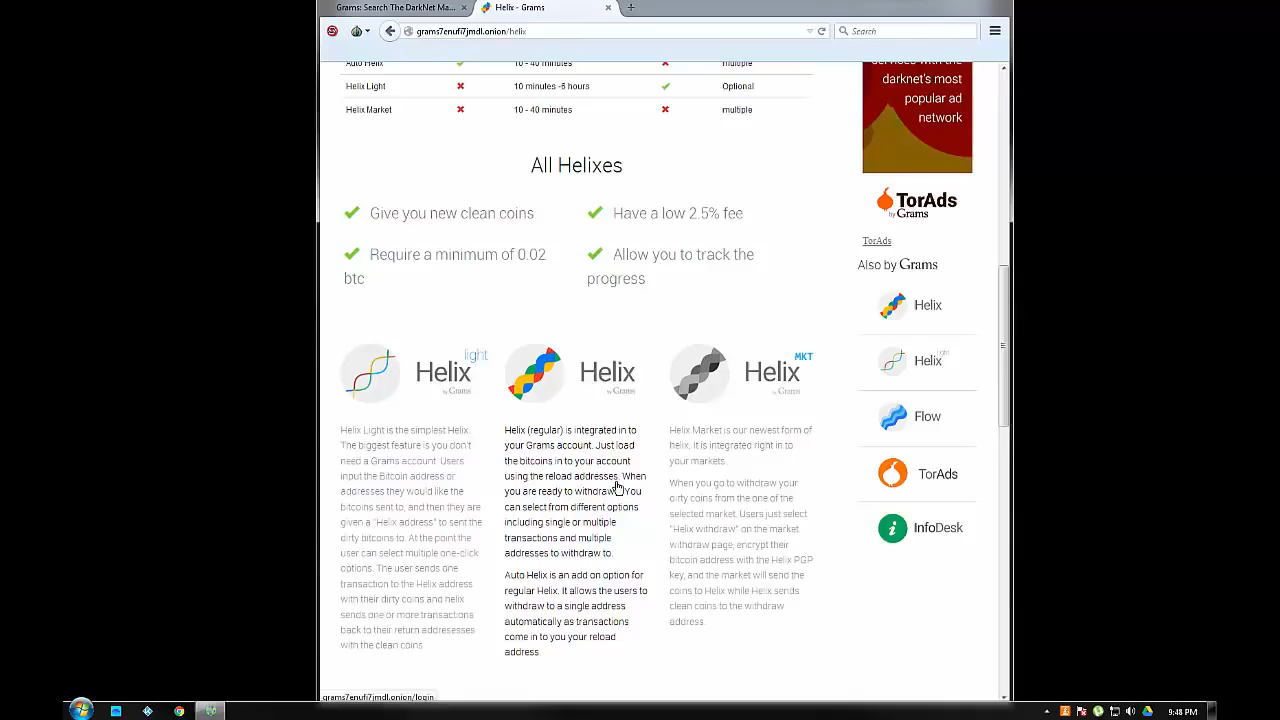 Grams: Search The DarkNet Ma...
Helix - Grams
grams7enufi7jmdl.onion/helix
Search
Auto Helix 10 - 40 minutes multiple
Helix Light 10 minutes -6 hours Optional
Helix Market 10 - 40 minutes multiple
services with the
darknet's most
popular ad
network
All Helixes
Give you new clean coins
Have a low 2.5% fee
Require a minimum of 0.02
btc
Allow you to track the
progress
TorAds
by Grams
TorAds
Also by Grams
Helix
Helix light
Flow
TorAds
InfoDesk
Helix light
by Grams
Helix (regular) is integrated in to
Helix Light is the simplest Helix.
The biggest feature is you don't
need a Grams account. Users
input the Bitcoin address or
addresses they would like the
bitcoins sent to, and then they are
given a "Helix address" to sent the
dirty bitcoins to. At the point the
user can select multiple one-click
options. The user sends one
transaction to the Helix address
with their dirty coins and helix
sends one or more transactions
back to their return addressesses
with the clean coins
Helix
by Grams
your Grams account. Just load
the bitcoins in to your account
using the reload addresses. When
you are ready to withdraw You
can select from different options
including single or multiple
transactions and multiple
addresses to withdraw to.
Auto Helix is an add on option for
regular Helix. It allows the users to
withdraw to a single address
automatically as transactions
come in to you your reload
address.
Helix MKT
by Grams
Helix Market is our newest form of
helix. it is integrated right in to
your markets.
When you go to withdraw your
dirty coins from the one of the
selected market. Users just select
"Helix withdraw" on the market
withdraw page, encrypt their
bitcoin address with the Helix PGP
key, and the market will send the
coins to Helix while Helix sends
clean coins to the withdraw
address.
grams7enufi7jmdl.onion/login
9:48 PM